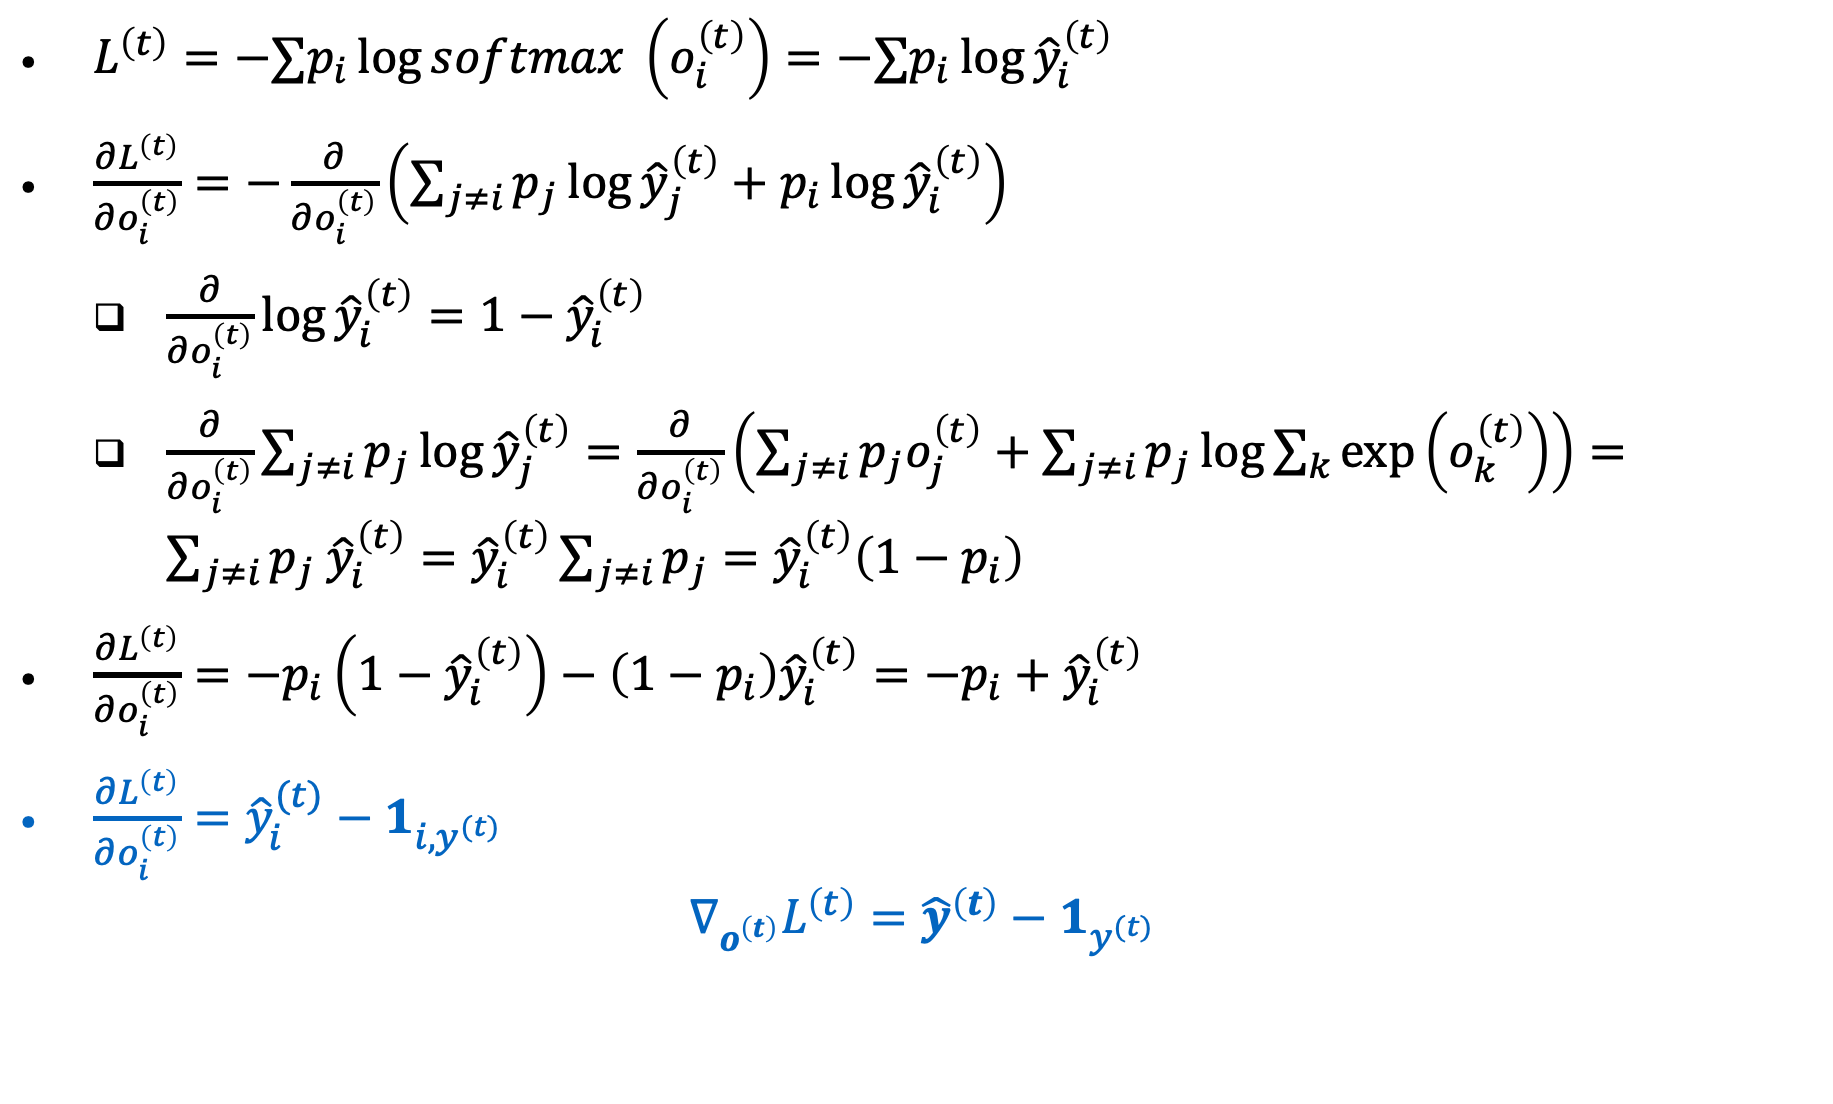 • L^(t) = −∑p_i log softmax (o_i^(t)) = −∑p_i log ŷ_i^(t)
• ∂L^(t)/∂o_i^(t) = − ∂/∂o_i^(t) (∑_{j≠i} p_j log ŷ_j^(t) + p_i log ŷ_i^(t))
❑ ∂/∂o_i^(t) log ŷ_i^(t) = 1 − ŷ_i^(t)
❑ ∂/∂o_i^(t) ∑_{j≠i} p_j log ŷ_j^(t) = ∂/∂o_i^(t) (∑_{j≠i} p_j o_j^(t) + ∑_{j≠i} p_j log ∑_k exp (o_k^(t))) =
∑_{j≠i} p_j ŷ_i^(t) = ŷ_i^(t) ∑_{j≠i} p_j = ŷ_i^(t) (1 − p_i)
• ∂L^(t)/∂o_i^(t) = −p_i (1 − ŷ_i^(t)) − (1 − p_i)ŷ_i^(t) = −p_i + ŷ_i^(t)
• ∂L^(t)/∂o_i^(t) = ŷ_i^(t) − 1_{i,y^(t)}
∇_{o^(t)} L^(t) = ŷ^(t) − 1_{y^(t)}